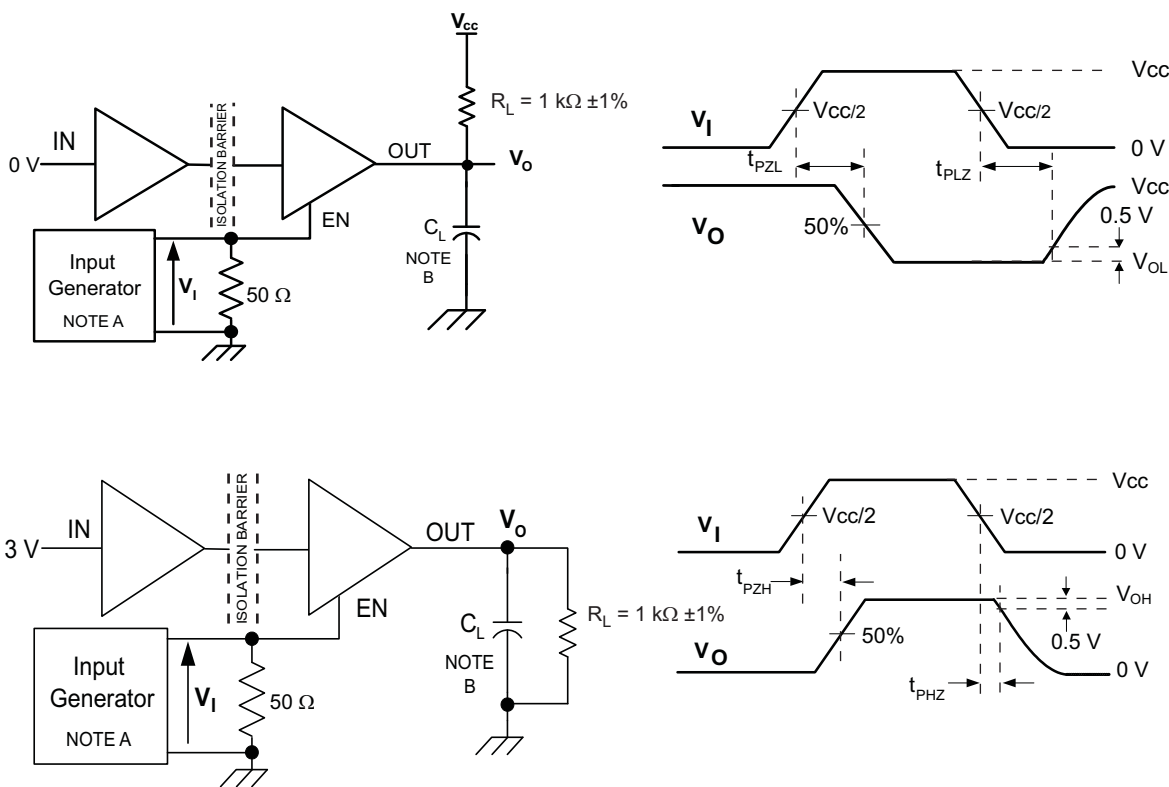 Vcc
R_L = 1 kΩ ±1%
IN
0 V
ISOLATION BARRIER
OUT
V_O
EN
C_L
NOTE
B
Input
Generator
NOTE A
V_I
50 Ω
V_I
Vcc/2
Vcc/2
Vcc
0 V
t_PZL
t_PLZ
V_O
50%
Vcc
0.5 V
V_OL
3 V
IN
ISOLATION BARRIER
OUT
V_O
EN
C_L
NOTE
B
R_L = 1 kΩ ±1%
Input
Generator
NOTE A
V_I
50 Ω
V_I
Vcc/2
Vcc/2
Vcc
0 V
t_PZH
V_O
50%
V_OH
0.5 V
t_PHZ
0 V